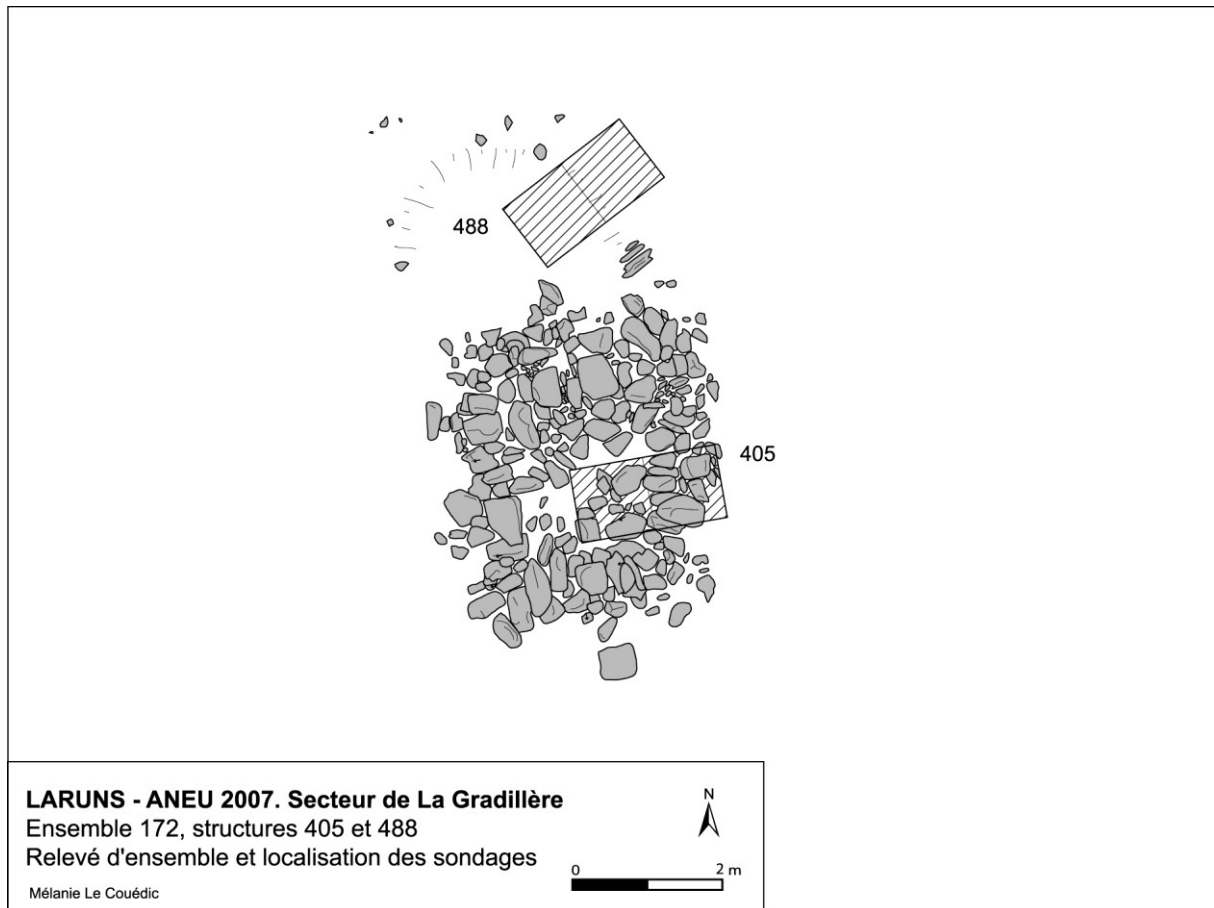 488
405
LARUNS - ANEU 2007. Secteur de La Gradillère
Ensemble 172, structures 405 et 488
Relevé d'ensemble et localisation des sondages
Mélanie Le Couédic
N
0 2 m